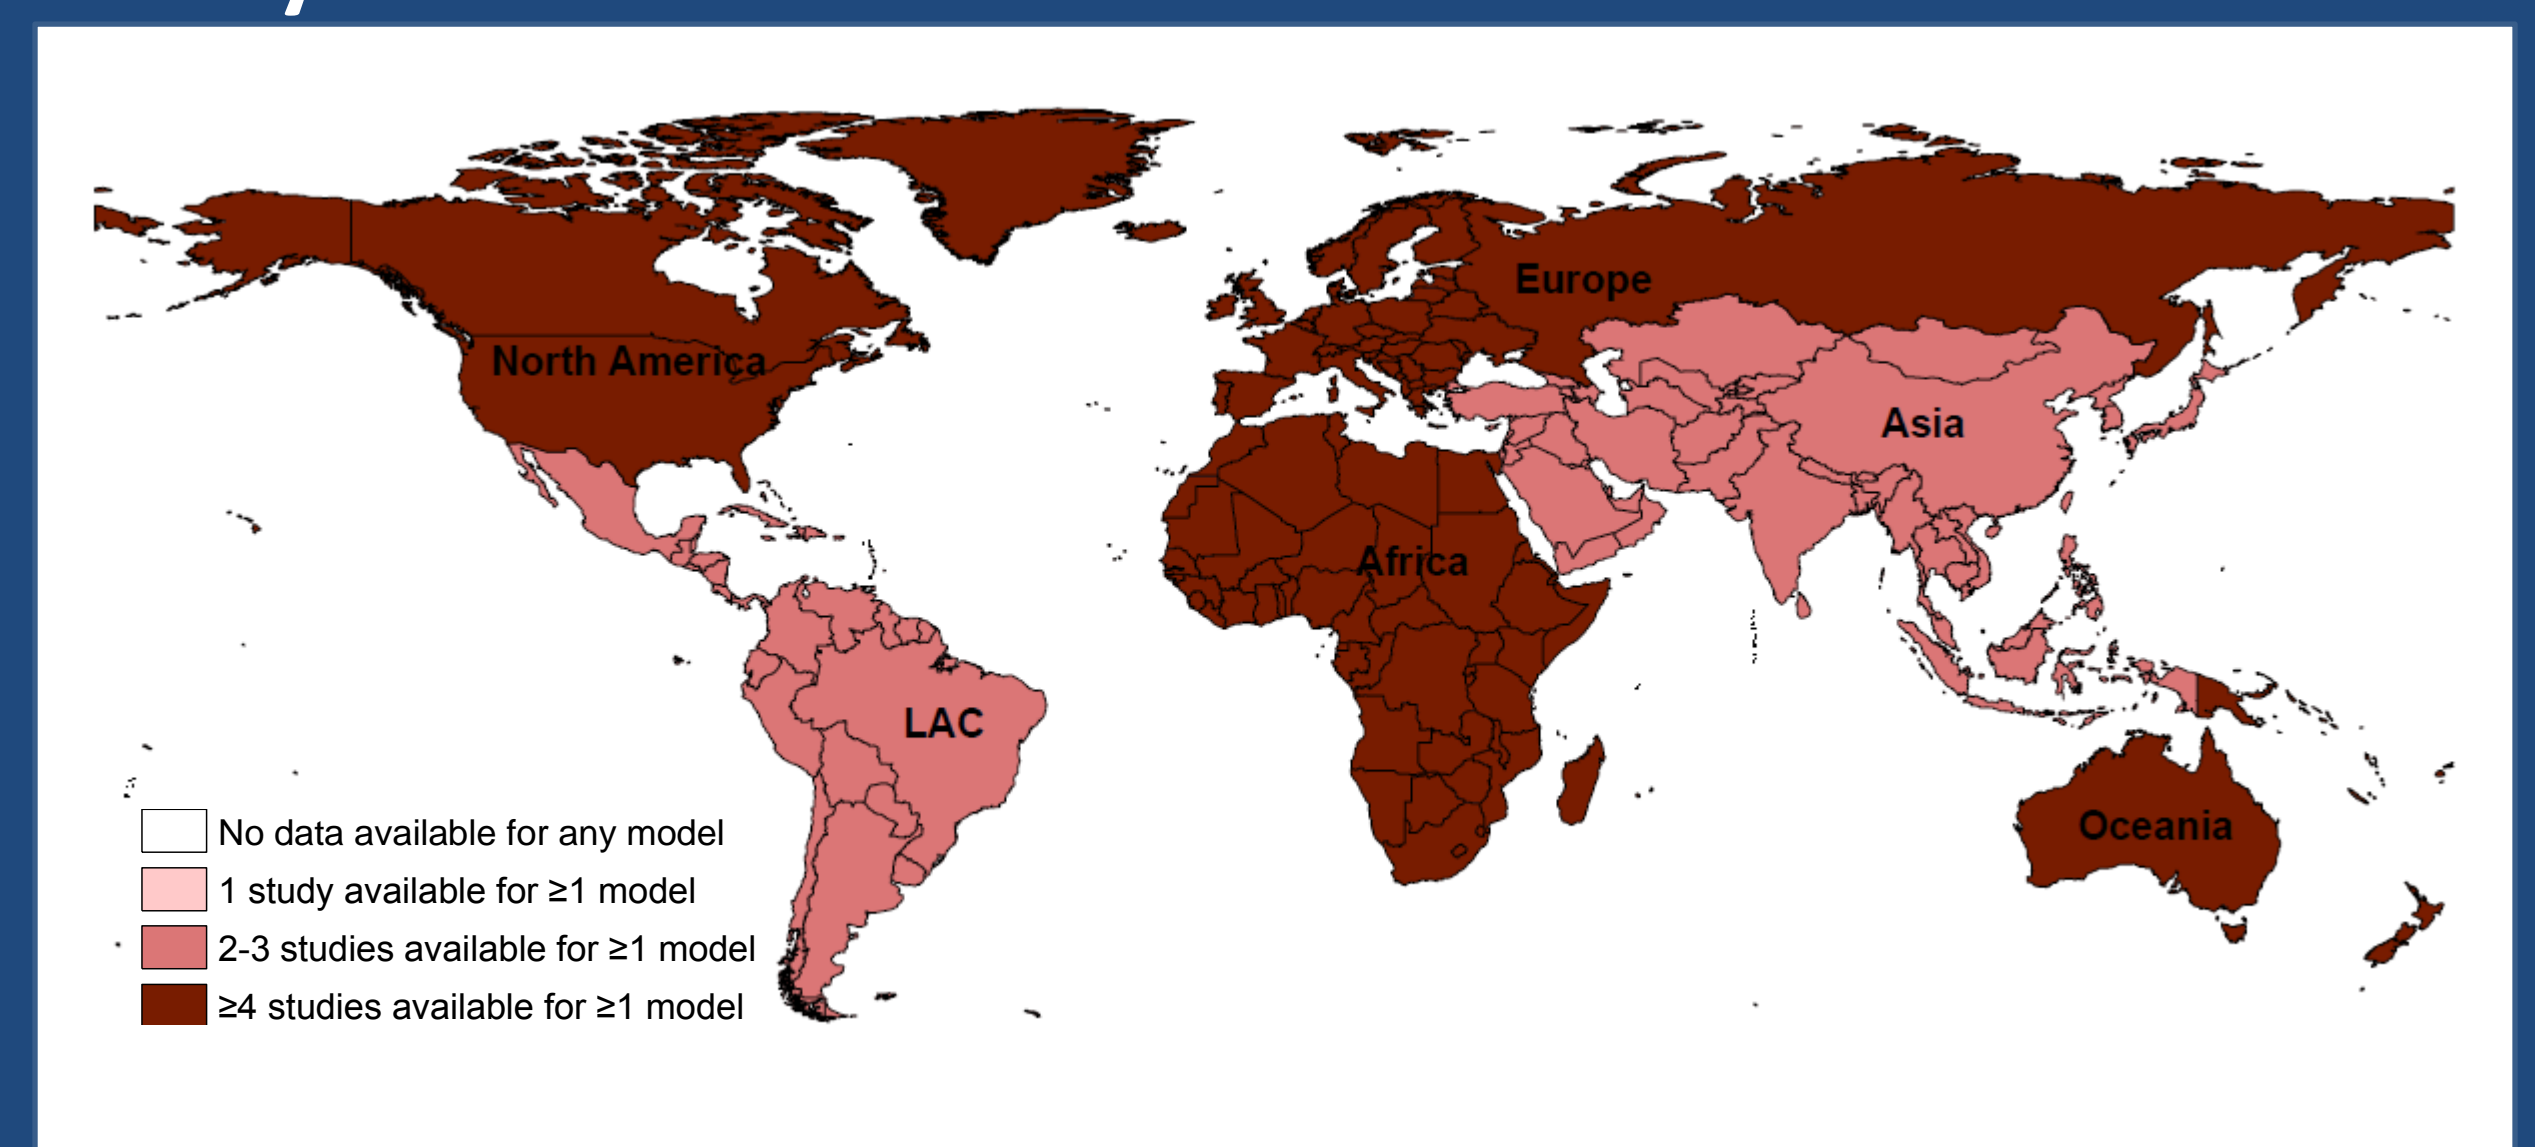 Europe
North America
Asia
Africa
LAC
Oceania
No data available for any model
1 study available for ≥1 model
2-3 studies available for ≥1 model
≥4 studies available for ≥1 model